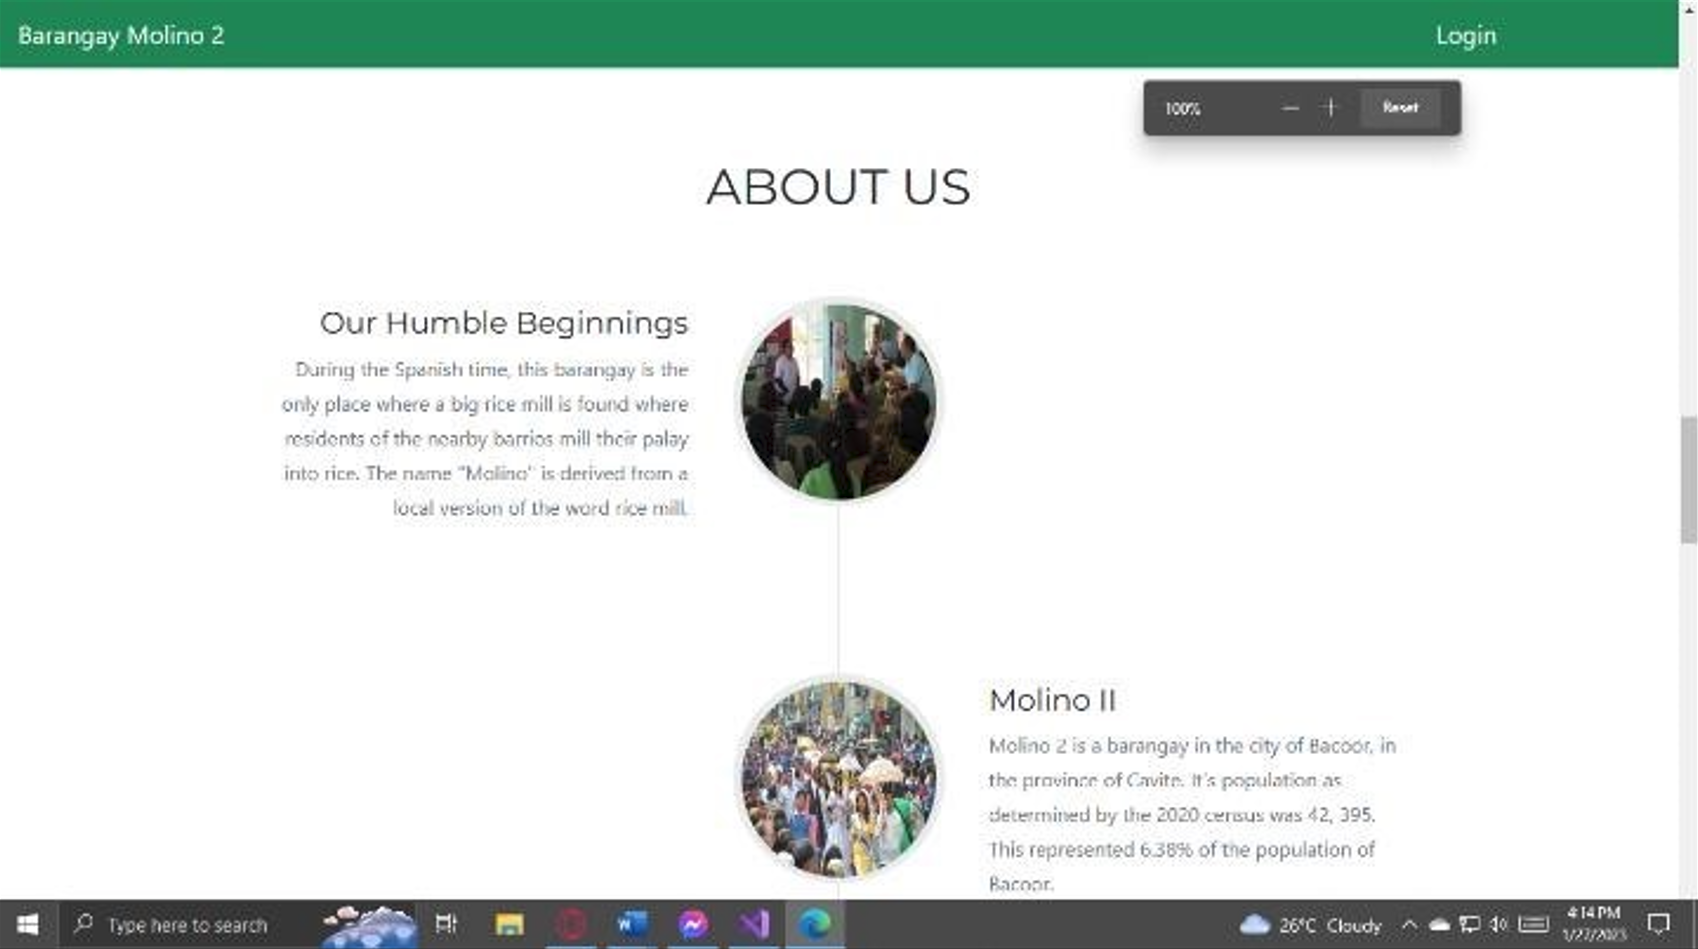 Barangay Molino 2
Login
100%
Reset
ABOUT US
Our Humble Beginnings
During the Spanish time, this barangay is the
only place where a big rice mill is found where
residents of the nearby barrios mill their palay
into rice. The name "Molino" is derived from a
local version of the word rice mill.
Molino II
Molino 2 is a barangay in the city of Bacoor, in
the province of Cavite. It's population as
determined by the 2020 census was 42, 395.
This represented 6.38% of the population of
Bacoor.
Type here to search
26°C Cloudy
4:14 PM